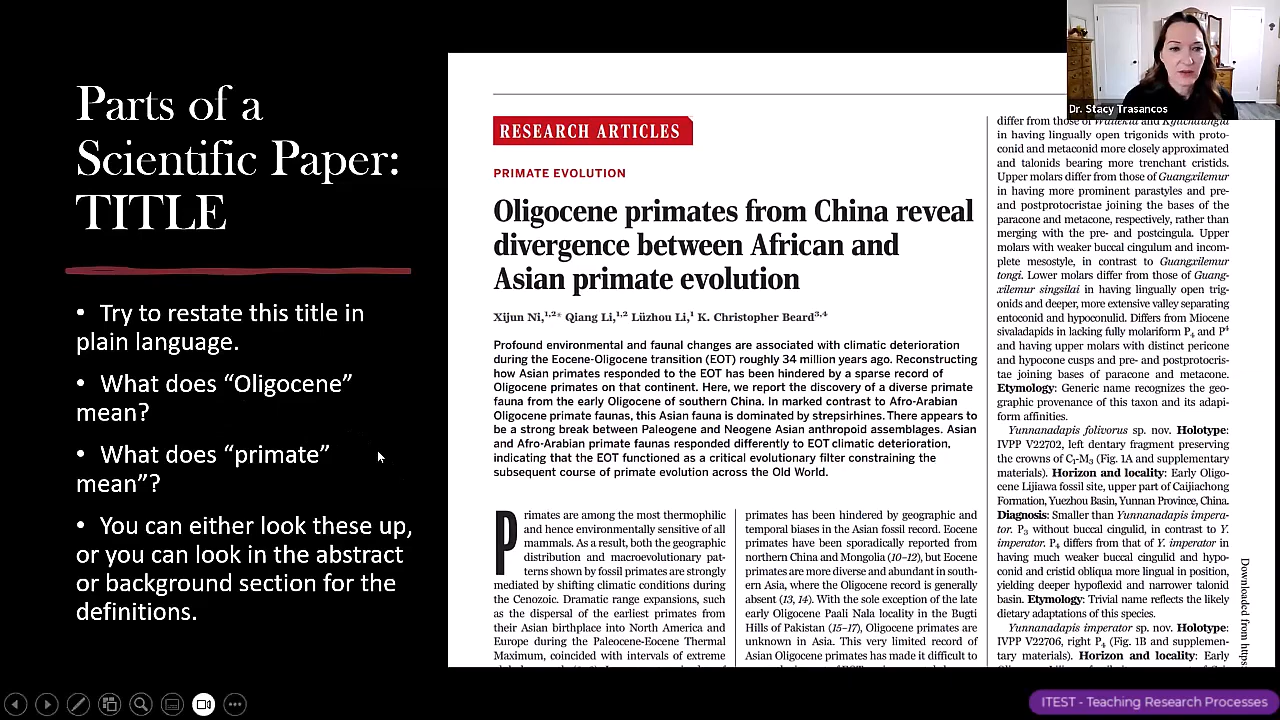 Parts of a
Scientific Paper:
TITLE
• Try to restate this title in
plain language.
• What does “Oligocene”
mean?
• What does “primate”
mean”?
• You can either look these up,
or you can look in the abstract
or background section for the
definitions.
RESEARCH ARTICLES
PRIMATE EVOLUTION
Oligocene primates from China reveal
divergence between African and
Asian primate evolution
Xijun Ni,1,2* Qiang Li,1,2 Lüzhou Li,1 K. Christopher Beard3,4
Profound environmental and faunal changes are associated with climatic deterioration
during the Eocene-Oligocene transition (EOT) roughly 34 million years ago. Reconstructing
how Asian primates responded to the EOT has been hindered by a sparse record of
Oligocene primates on that continent. Here, we report the discovery of a diverse primate
fauna from the early Oligocene of southern China. In marked contrast to Afro-Arabian
Oligocene primate faunas, this Asian fauna is dominated by strepsirhines. There appears to
be a strong break between Paleogene and Neogene Asian anthropoid assemblages. Asian
and Afro-Arabian primate faunas responded differently to EOT climatic deterioration,
indicating that the EOT functioned as a critical evolutionary filter constraining the
subsequent course of primate evolution across the Old World.
Primates are among the most thermophilic
and hence environmentally sensitive of all
mammals. As a result, both the geographic
distribution and macroevolutionary pat-
terns shown by fossil primates are strongly
mediated by shifting climatic conditions during
the Cenozoic. Dramatic range expansions, such
as the dispersal of the earliest primates from
their Asian birthplace into North America and
Europe during the Paleocene-Eocene Thermal
Maximum, coincided with intervals of extreme
primates has been hindered by geographic and
temporal biases in the Asian fossil record. Eocene
primates have been sporadically reported from
northern China and Mongolia (10–12), but Eocene
primates are more diverse and abundant in south-
ern Asia, where the Oligocene record is generally
absent (13, 14). With the sole exception of the late
early Oligocene Paali Nala locality in the Bugti
Hills of Pakistan (15–17), Oligocene primates are
unknown in Asia. This very limited record of
Asian Oligocene primates has made it difficult to
differ from those of and
in having lingually open trigonids with proto-
conid and metaconid more closely approximated
and talonids bearing more trenchant cristids.
Upper molars differ from those of Guangxilemur
in having more prominent parastyles and pre-
and postprotocristae joining the bases of the
paracone and metacone, respectively, rather than
merging with the pre- and postcingula. Upper
molars with weaker buccal cingulum and incom-
plete mesostyle, in contrast to Guangxilemur
tongi. Lower molars differ from those of Guang-
xilemur singsilai in having lingually open trig-
onids and deeper, more extensive valley separating
entoconid and hypoconulid. Differs from Miocene
sivaladapids in lacking fully molariform P4 and P4
and having upper molars with distinct pericone
and hypocone cusps and pre- and postprotocris-
tae joining bases of paracone and metacone.
Etymology: Generic name recognizes the geo-
graphic provenance of this taxon and its adapi-
form affinities.
Yunnanadapis folivorus sp. nov. Holotype:
IVPP V22702, left dentary fragment preserving
the crowns of C1-M3 (Fig. 1A and supplementary
materials). Horizon and locality: Early Oligo-
cene Lijiawa fossil site, upper part of Caijiachong
Formation, Yuezhou Basin, Yunnan Province, China.
Diagnosis: Smaller than Yunnanadapis impera-
tor. P3 without buccal cingulid, in contrast to Y.
imperator. P4 differs from that of Y. imperator in
having much weaker buccal cingulid and hypo-
conid and cristid obliqua more lingual in position,
yielding deeper hypoflexid and narrower talonid
basin. Etymology: Trivial name reflects the likely
dietary adaptations of this species.
Yunnanadapis imperator sp. nov. Holotype:
IVPP V22706, right P4 (Fig. 1B and supplemen-
tary materials). Horizon and locality: Early
Downloaded from https:
Dr. Stacy Trasancos
ITEST - Teaching Research Processes